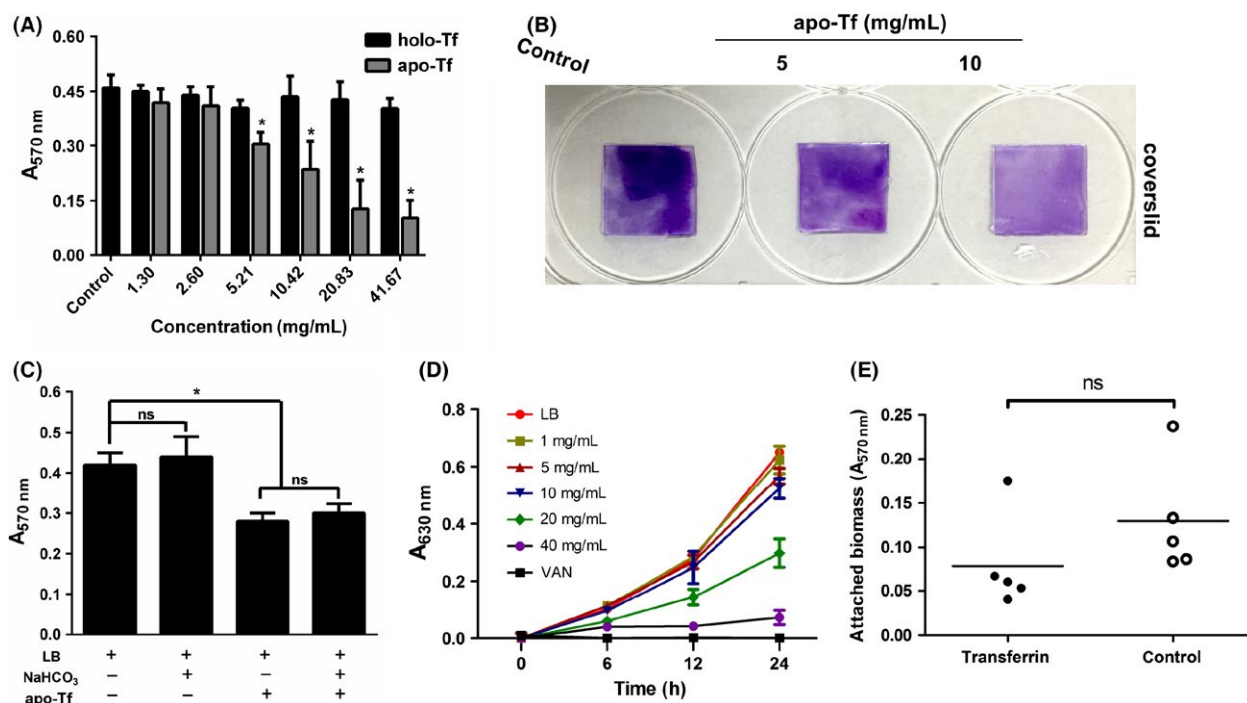 (A)
0.60
0.45
0.30
0.15
0.00
A570 nm
holo-Tf
apo-Tf
* * * *
Control 1.30 2.60 5.21 10.42 20.83 41.67
Concentration (mg/mL)
(B)
apo-Tf (mg/mL)
Control 5 10
coverslid
(C)
0.6
0.5
0.4
0.3
0.2
0.1
0.0
A570 nm
*
ns
ns
LB + + + +
NaHCO3 – + – +
apo-Tf – – + +
(D)
0.8
0.6
0.4
0.2
0.0
A630 nm
LB
1 mg/mL
5 mg/mL
10 mg/mL
20 mg/mL
40 mg/mL
VAN
0 6 12 24
Time (h)
(E)
ns
0.25
0.20
0.15
0.10
0.05
0.00
Attached biomass (A570 nm)
Transferrin Control